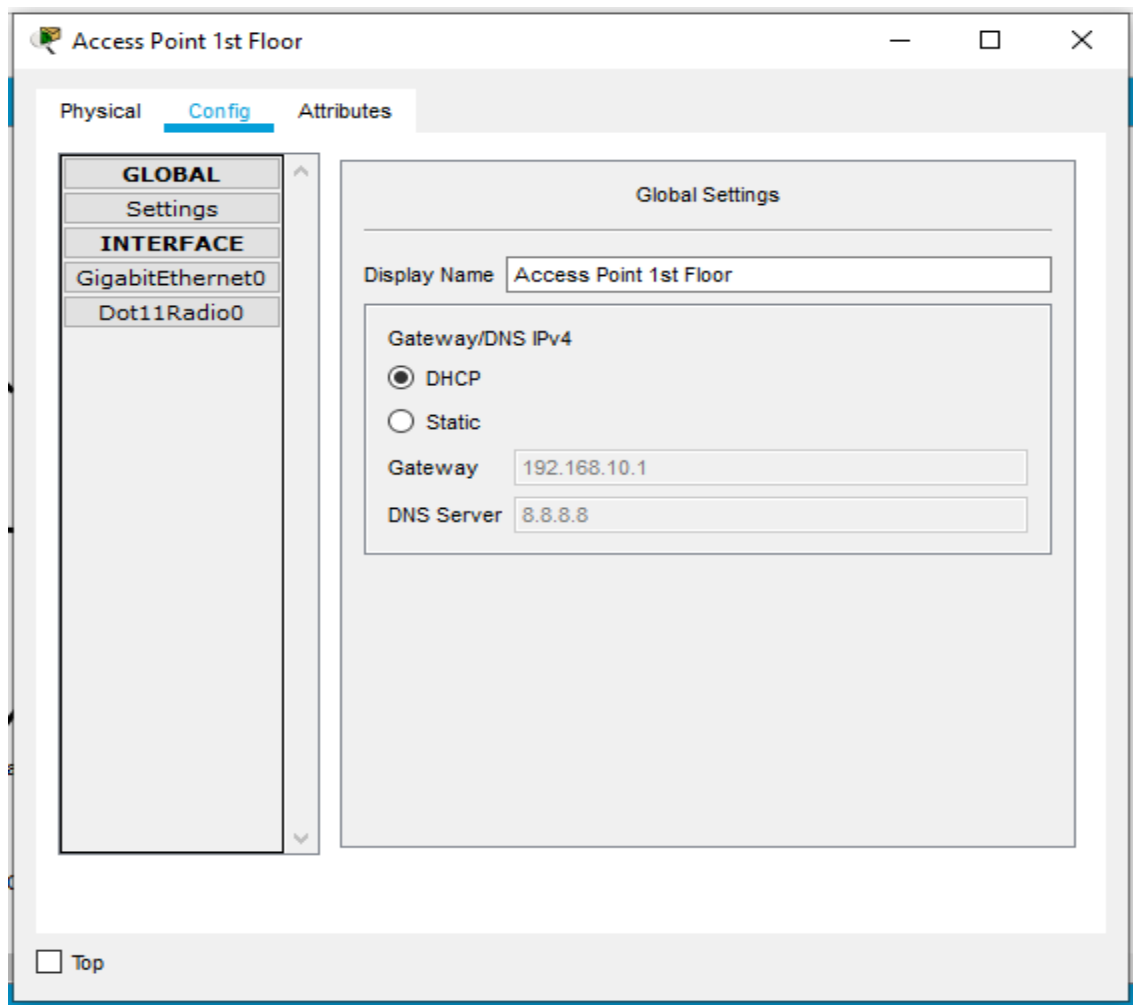 Access Point 1st Floor
Physical Config Attributes
GLOBAL
Settings
INTERFACE
GigabitEthernet0
Dot11Radio0
Global Settings
Display Name Access Point 1st Floor
Gateway/DNS IPv4
DHCP
Static
Gateway 192.168.10.1
DNS Server 8.8.8.8
Top